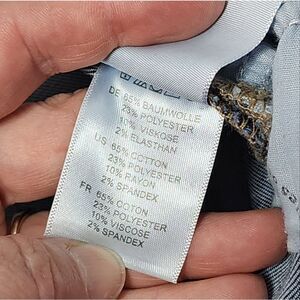 DE 65% BAUMWOLLE
23% POLYESTER
10% VISKOSE
2% ELASTHAN
US 65% COTTON
23% POLYESTER
10% RAYON
2% SPANDEX
FR 65% COTON
23% POLYESTER
10% VISCOSE
2% SPANDEX